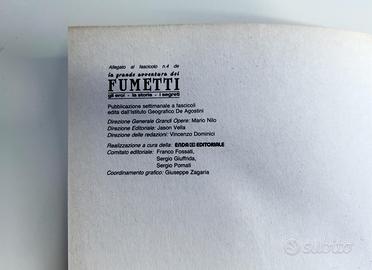 Allegato al fascicolo n.4 de
la grande avventura dei
FUMETTI
gli eroi - la storia - i segreti
Pubblicazione settimanale a fascicoli
edita dall'Istituto Geografico De Agostini
Direzione Generale Grandi Opere: Mario Nilo
Direzione Editoriale: Jason Vella
Direzione delle redazioni: Vincenzo Dominici
Realizzazione a cura della: ENDA EDITORIALE
Comitato editoriale: Franco Fossati,
Sergio Giuffrida,
Sergio Pomati
Coordinamento grafico: Giuseppe Zagaria
subito